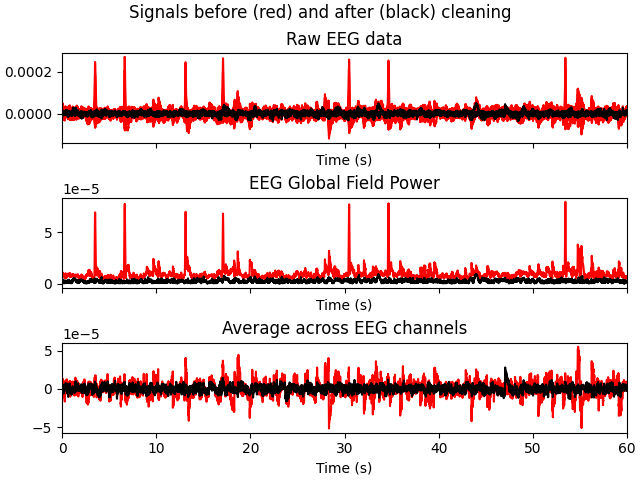 Signals before (red) and after (black) cleaning
Raw EEG data
0.0002
0.0000
Time (s)
EEG Global Field Power
1e−5
5
0
Time (s)
Average across EEG channels
1e−5
5
0
−5
0 10 20 30 40 50 60
Time (s)